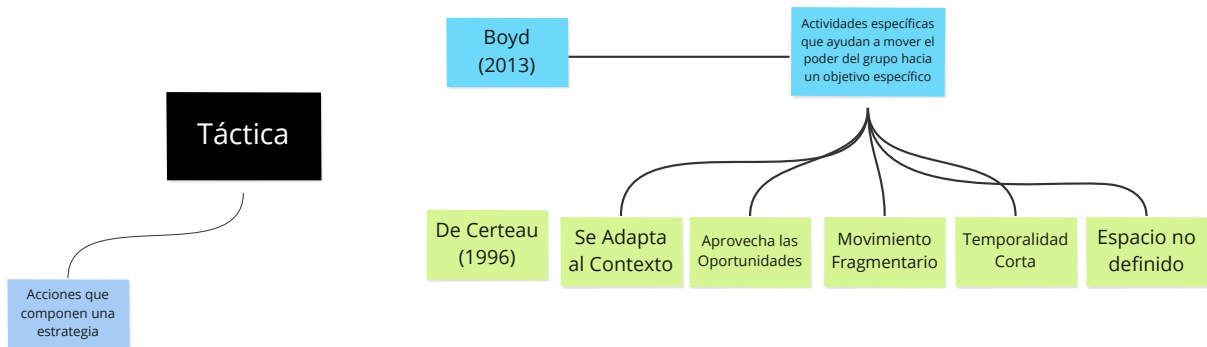 Táctica
Acciones que
componen una
estrategia
Boyd
(2013)
Actividades específicas
que ayudan a mover el
poder del grupo hacia
un objetivo específico
De Certeau
(1996)
Se Adapta
al Contexto
Aprovecha las
Oportunidades
Movimiento
Fragmentario
Temporalidad
Corta
Espacio no
definido